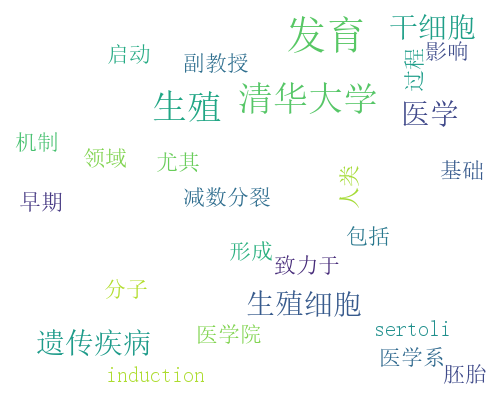 发育
干细胞
启动
副教授
影响
过程
生殖
清华大学
医学
机制
领域
尤其
基础
人类
早期
减数分裂
形成
包括
致力于
分子
生殖细胞
遗传疾病
医学院
sertoli
医学系
induction
胚胎